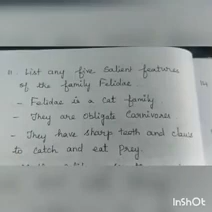 11 List any five Salient features
of the family Felidae
- Felidae is a cat family
- They are obligate Carnivores
- They have sharp teeth and claws
to catch and eat prey.
InShOt